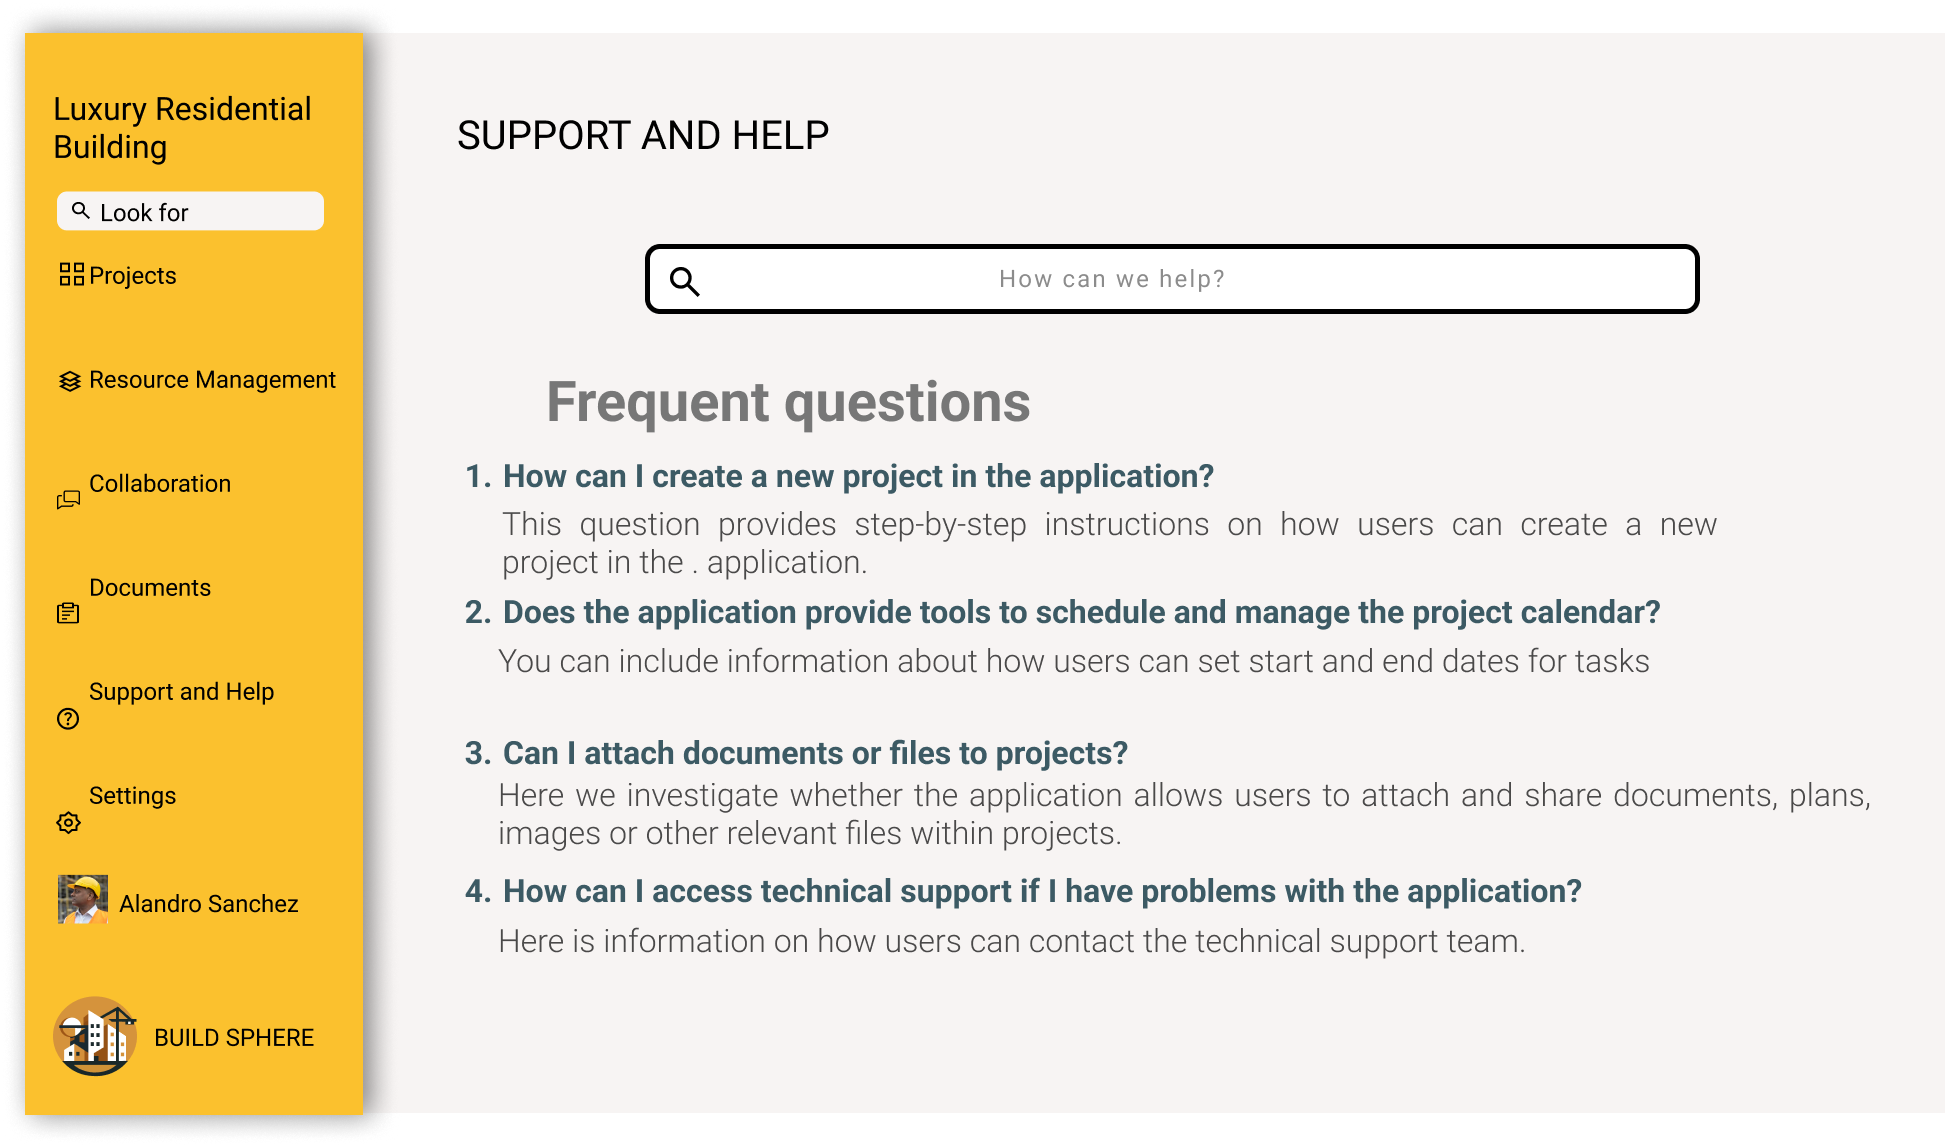 Luxury Residential
Building
Look for
Projects
Resource Management
Collaboration
Documents
Support and Help
Settings
Alandro Sanchez
BUILD SPHERE
SUPPORT AND HELP
How can we help?
Frequent questions
1. How can I create a new project in the application?
This question provides step-by-step instructions on how users can create a new
project in the . application.
2. Does the application provide tools to schedule and manage the project calendar?
You can include information about how users can set start and end dates for tasks
3. Can I attach documents or files to projects?
Here we investigate whether the application allows users to attach and share documents, plans,
images or other relevant files within projects.
4. How can I access technical support if I have problems with the application?
Here is information on how users can contact the technical support team.